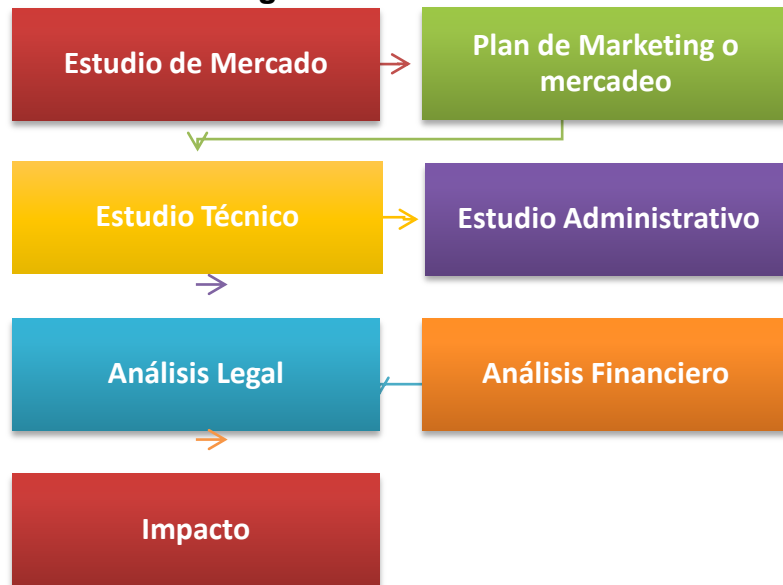 Estudio de Mercado
Plan de Marketing o
mercadeo
Estudio Técnico
Estudio Administrativo
Análisis Legal
Análisis Financiero
Impacto